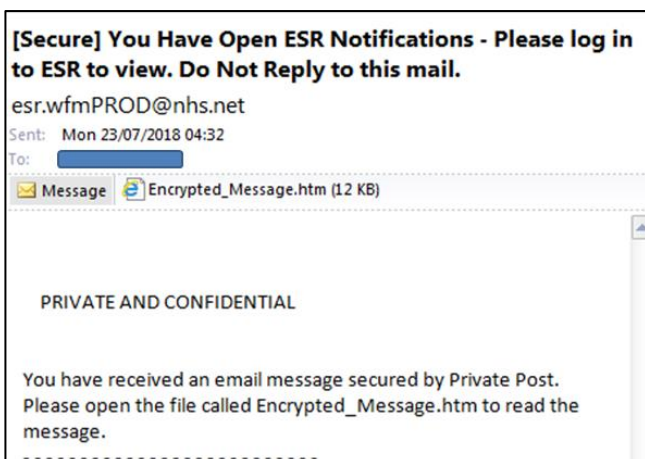 [Secure] You Have Open ESR Notifications - Please log in
to ESR to view. Do Not Reply to this mail.
esr.wfmPROD@nhs.net
Sent: Mon 23/07/2018 04:32
To:
Message Encrypted_Message.htm (12 KB)
PRIVATE AND CONFIDENTIAL
You have received an email message secured by Private Post.
Please open the file called Encrypted_Message.htm to read the
message.